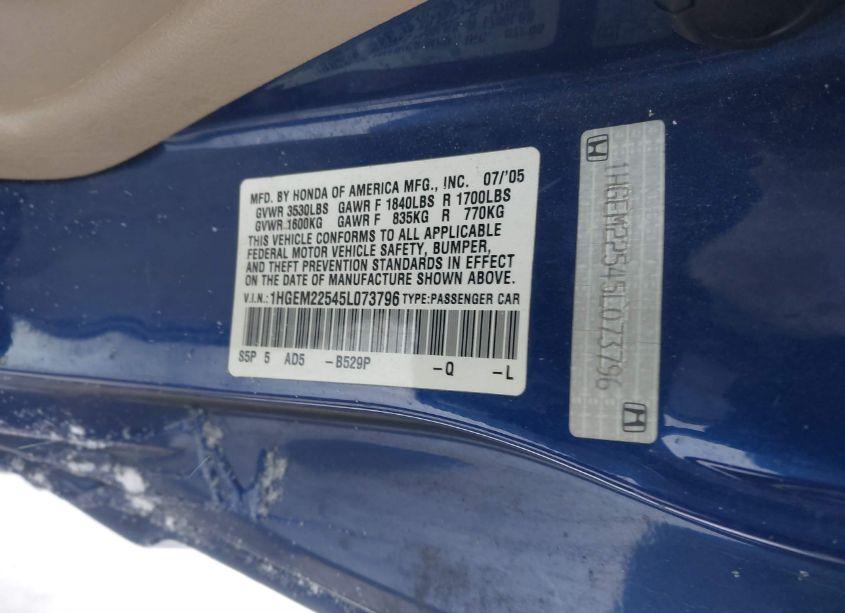 MFD. BY HONDA OF AMERICA MFG., INC. 07/'05
GVWR 3530LBS GAWR F 1840LBS R 1700LBS
GVWR 1600KG GAWR F 835KG R 770KG
THIS VEHICLE CONFORMS TO ALL APPLICABLE
FEDERAL MOTOR VEHICLE SAFETY, BUMPER,
AND THEFT PREVENTION STANDARDS IN EFFECT
ON THE DATE OF MANUFACTURE SHOWN ABOVE.
V.I.N.: 1HGEM22545L073796 TYPE: PASSENGER CAR
S5P 5 AD5 -B529P -Q -L
1HGEM22545L073796